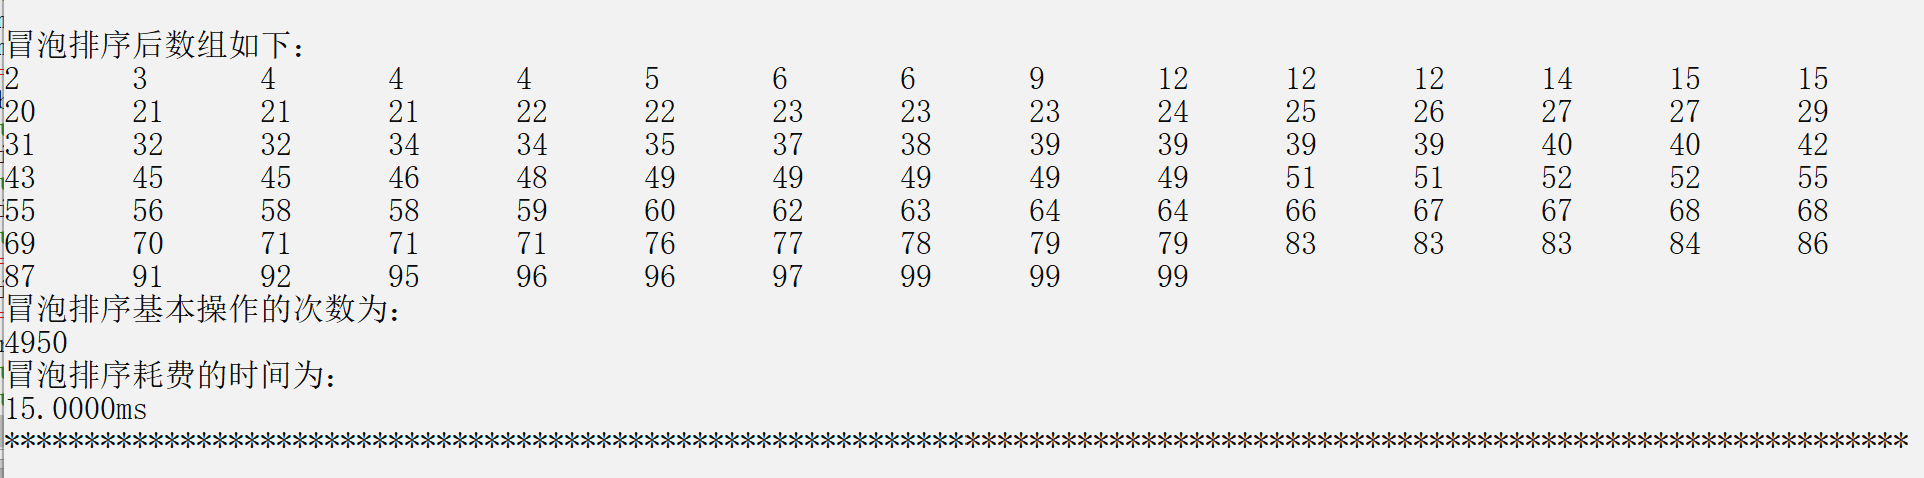 冒泡排序后数组如下：
2 3 4 4 4 5 6 6 9 12 12 12 14 15 15
20 21 21 21 22 22 23 23 23 24 25 26 27 27 29
31 32 32 34 34 35 37 38 39 39 39 39 40 40 42
43 45 45 46 48 49 49 49 49 49 51 51 52 52 55
55 56 58 58 59 60 62 63 64 64 66 67 67 68 68
69 70 71 71 71 76 77 78 79 79 83 83 83 84 86
87 91 92 95 96 96 97 99 99 99
冒泡排序基本操作的次数为：
4950
冒泡排序耗费的时间为：
15.0000ms
***********************************************************************************************************************